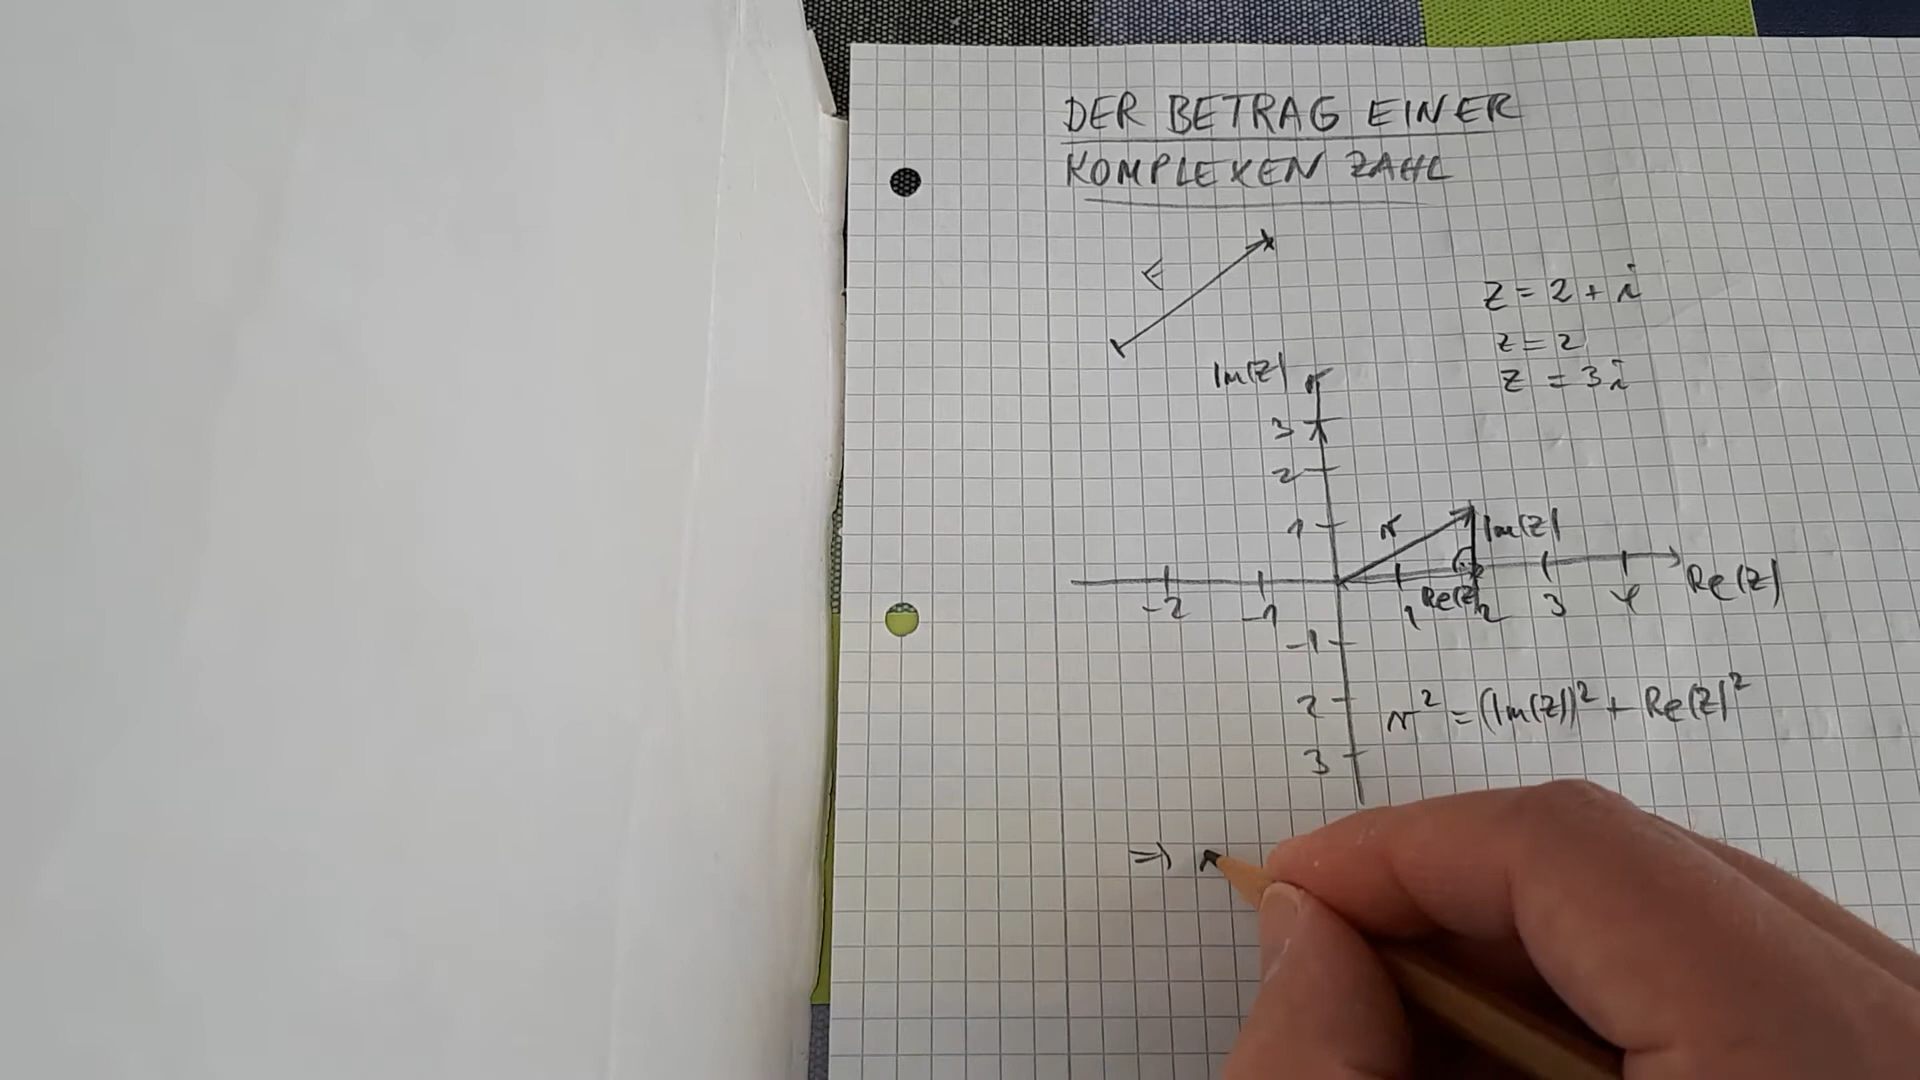 DER BETRAG EINER
KOMPLEXEN ZAHL
z = 2 + i
z = 2
z = 3i
Im(z)
3
2
1
r
Im(z)
-2
-1
1
Re(z)
2
3
4
Re(z)
-1
2
3
r² = (Im(z))² + Re(z)²
⇒ r